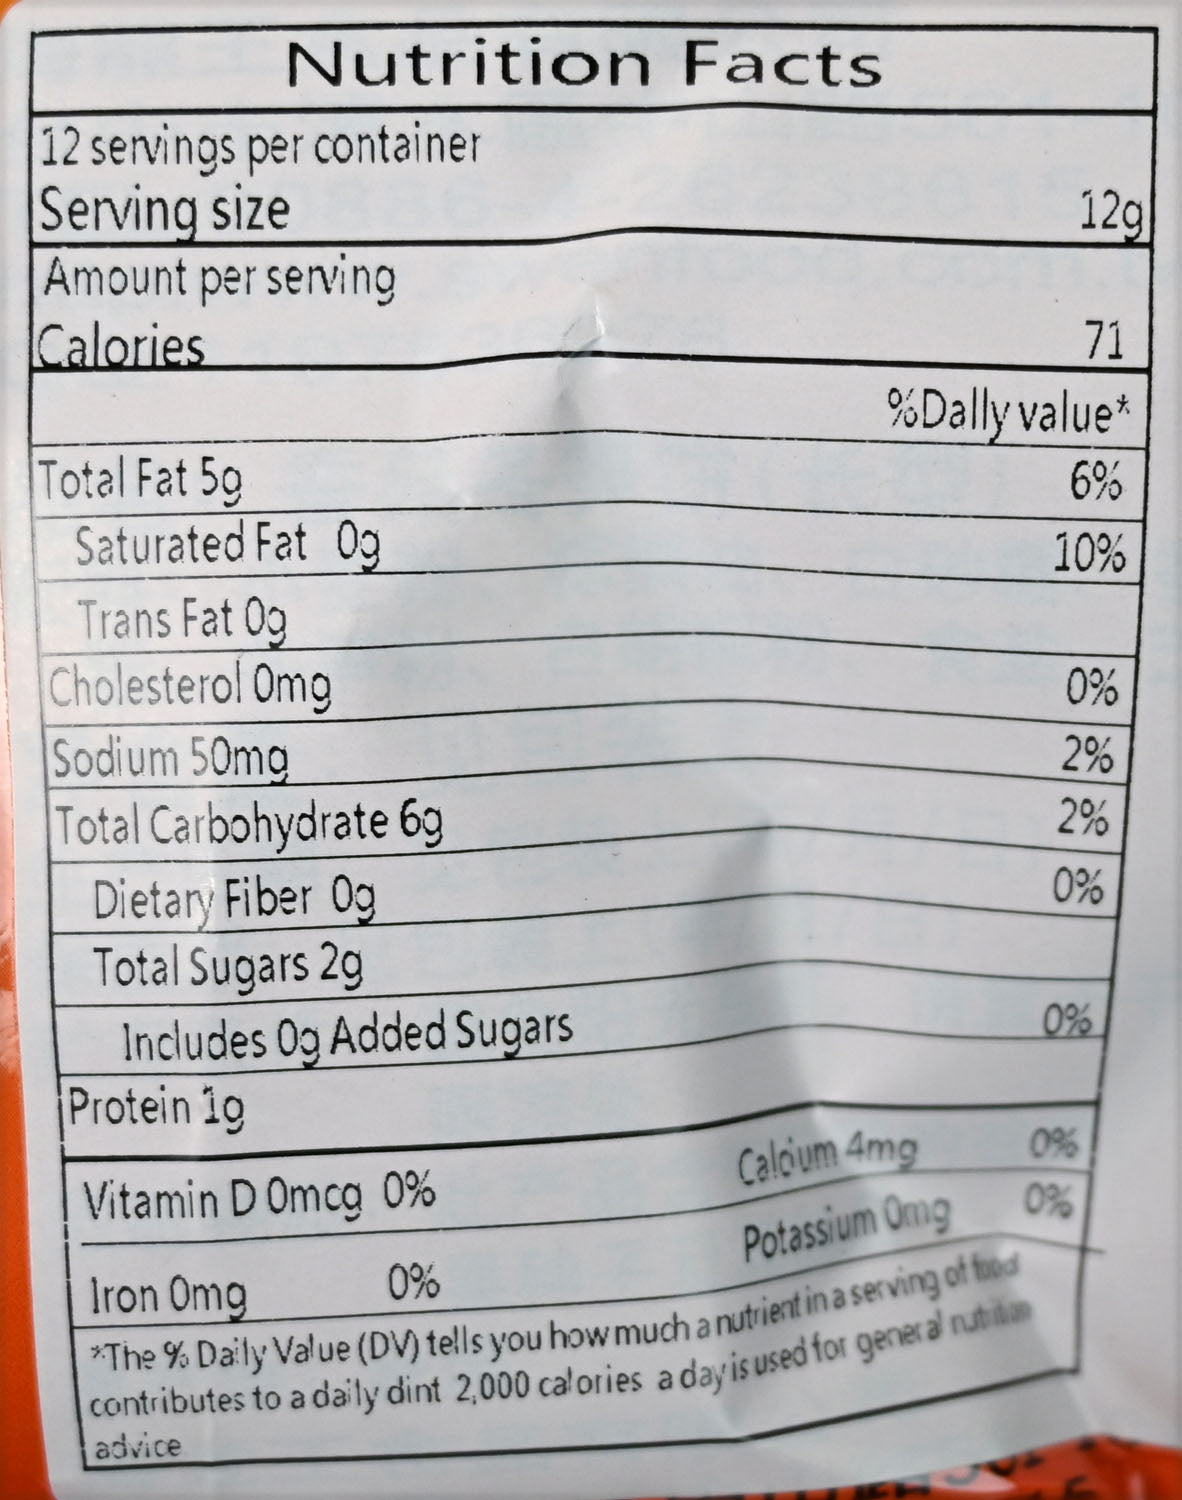 Nutrition Facts
12 servings per container
Serving size 12g
Amount per serving
Calories 71
%Dally value*
Total Fat 5g 6%
Saturated Fat 0g 10%
Trans Fat 0g
Cholesterol 0mg 0%
Sodium 50mg 2%
Total Carbohydrate 6g 2%
Dietary Fiber 0g 0%
Total Sugars 2g
Includes 0g Added Sugars 0%
Protein 1g
Vitamin D 0mcg 0% Calcium 4mg 0%
Iron 0mg 0% Potassium 0mg 0%
*The % Daily Value (DV) tells you how much a nutrient in a serving of food
contributes to a daily dint 2,000 calories a day is used for general nutrition
advice